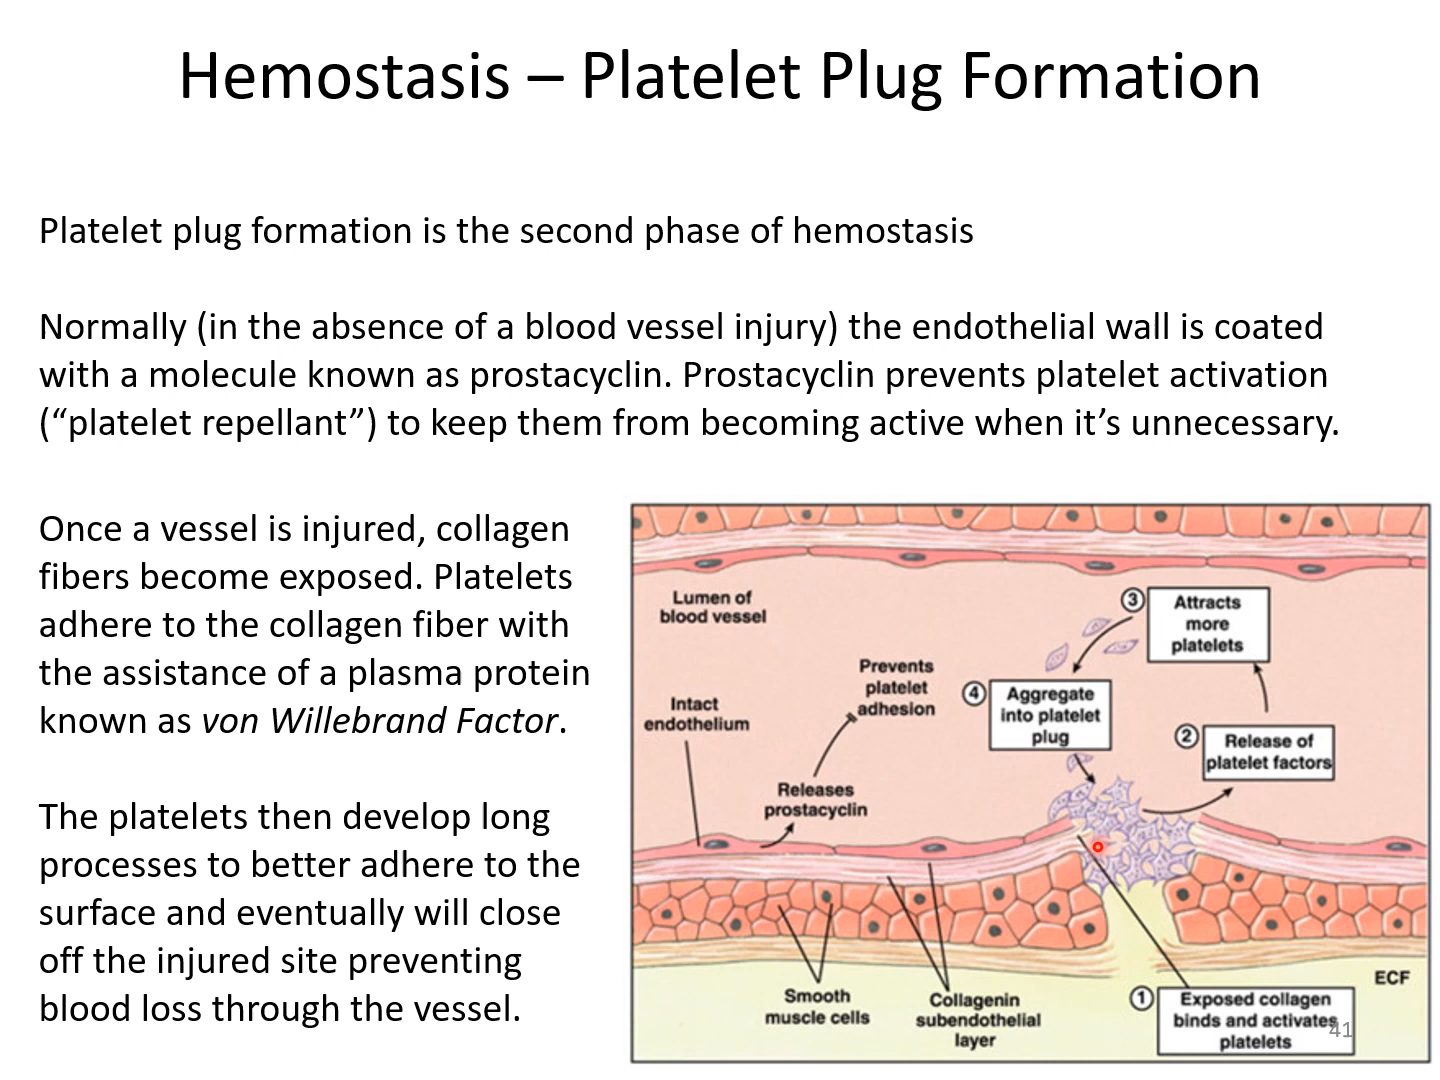 Hemostasis – Platelet Plug Formation
Platelet plug formation is the second phase of hemostasis
Normally (in the absence of a blood vessel injury) the endothelial wall is coated
with a molecule known as prostacyclin. Prostacyclin prevents platelet activation
(“platelet repellant”) to keep them from becoming active when it’s unnecessary.
Once a vessel is injured, collagen
fibers become exposed. Platelets
adhere to the collagen fiber with
the assistance of a plasma protein
known as von Willebrand Factor.
The platelets then develop long
processes to better adhere to the
surface and eventually will close
off the injured site preventing
blood loss through the vessel.
Lumen of
blood vessel
Intact
endothelium
Releases
prostacyclin
Prevents
platelet
adhesion
3
Attracts
more
platelets
4
Aggregate
into platelet
plug
2
Release of
platelet factors
Smooth
muscle cells
Collagenin
subendothelial
layer
1
Exposed collagen
binds and activates
platelets
ECF
41